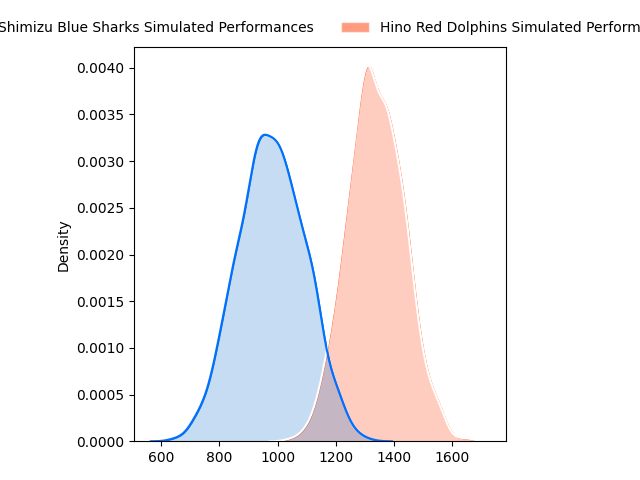 Shimizu Blue Sharks Simulated Performances
Hino Red Dolphins Simulated Perform
Density
0.0040
0.0035
0.0030
0.0025
0.0020
0.0015
0.0010
0.0005
0.0000
600 800 1000 1200 1400 1600